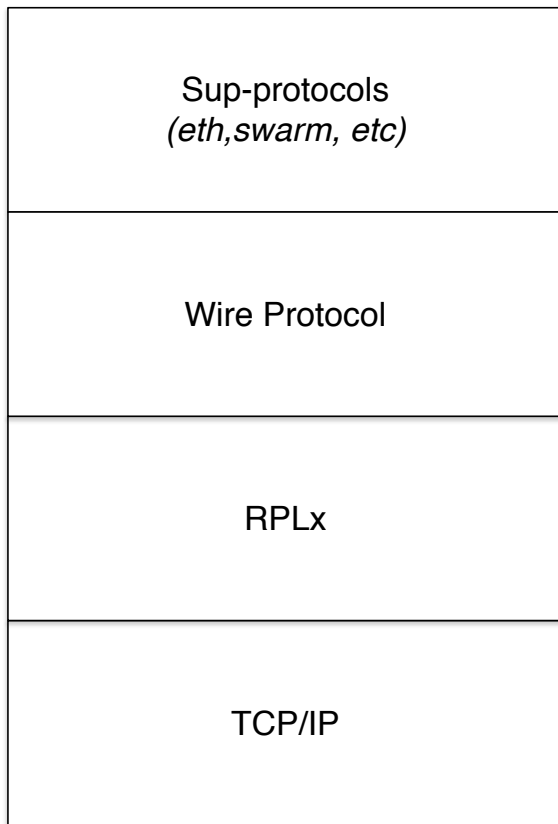 Sup-protocols
(eth,swarm, etc)
Wire Protocol
RPLx
TCP/IP